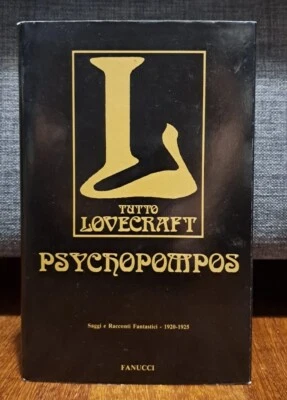 L
TUTTO
LOVECRAFT
PSYCHOPOMPOS
Saggi e Racconti Fantastici - 1920-1925
FANUCCI